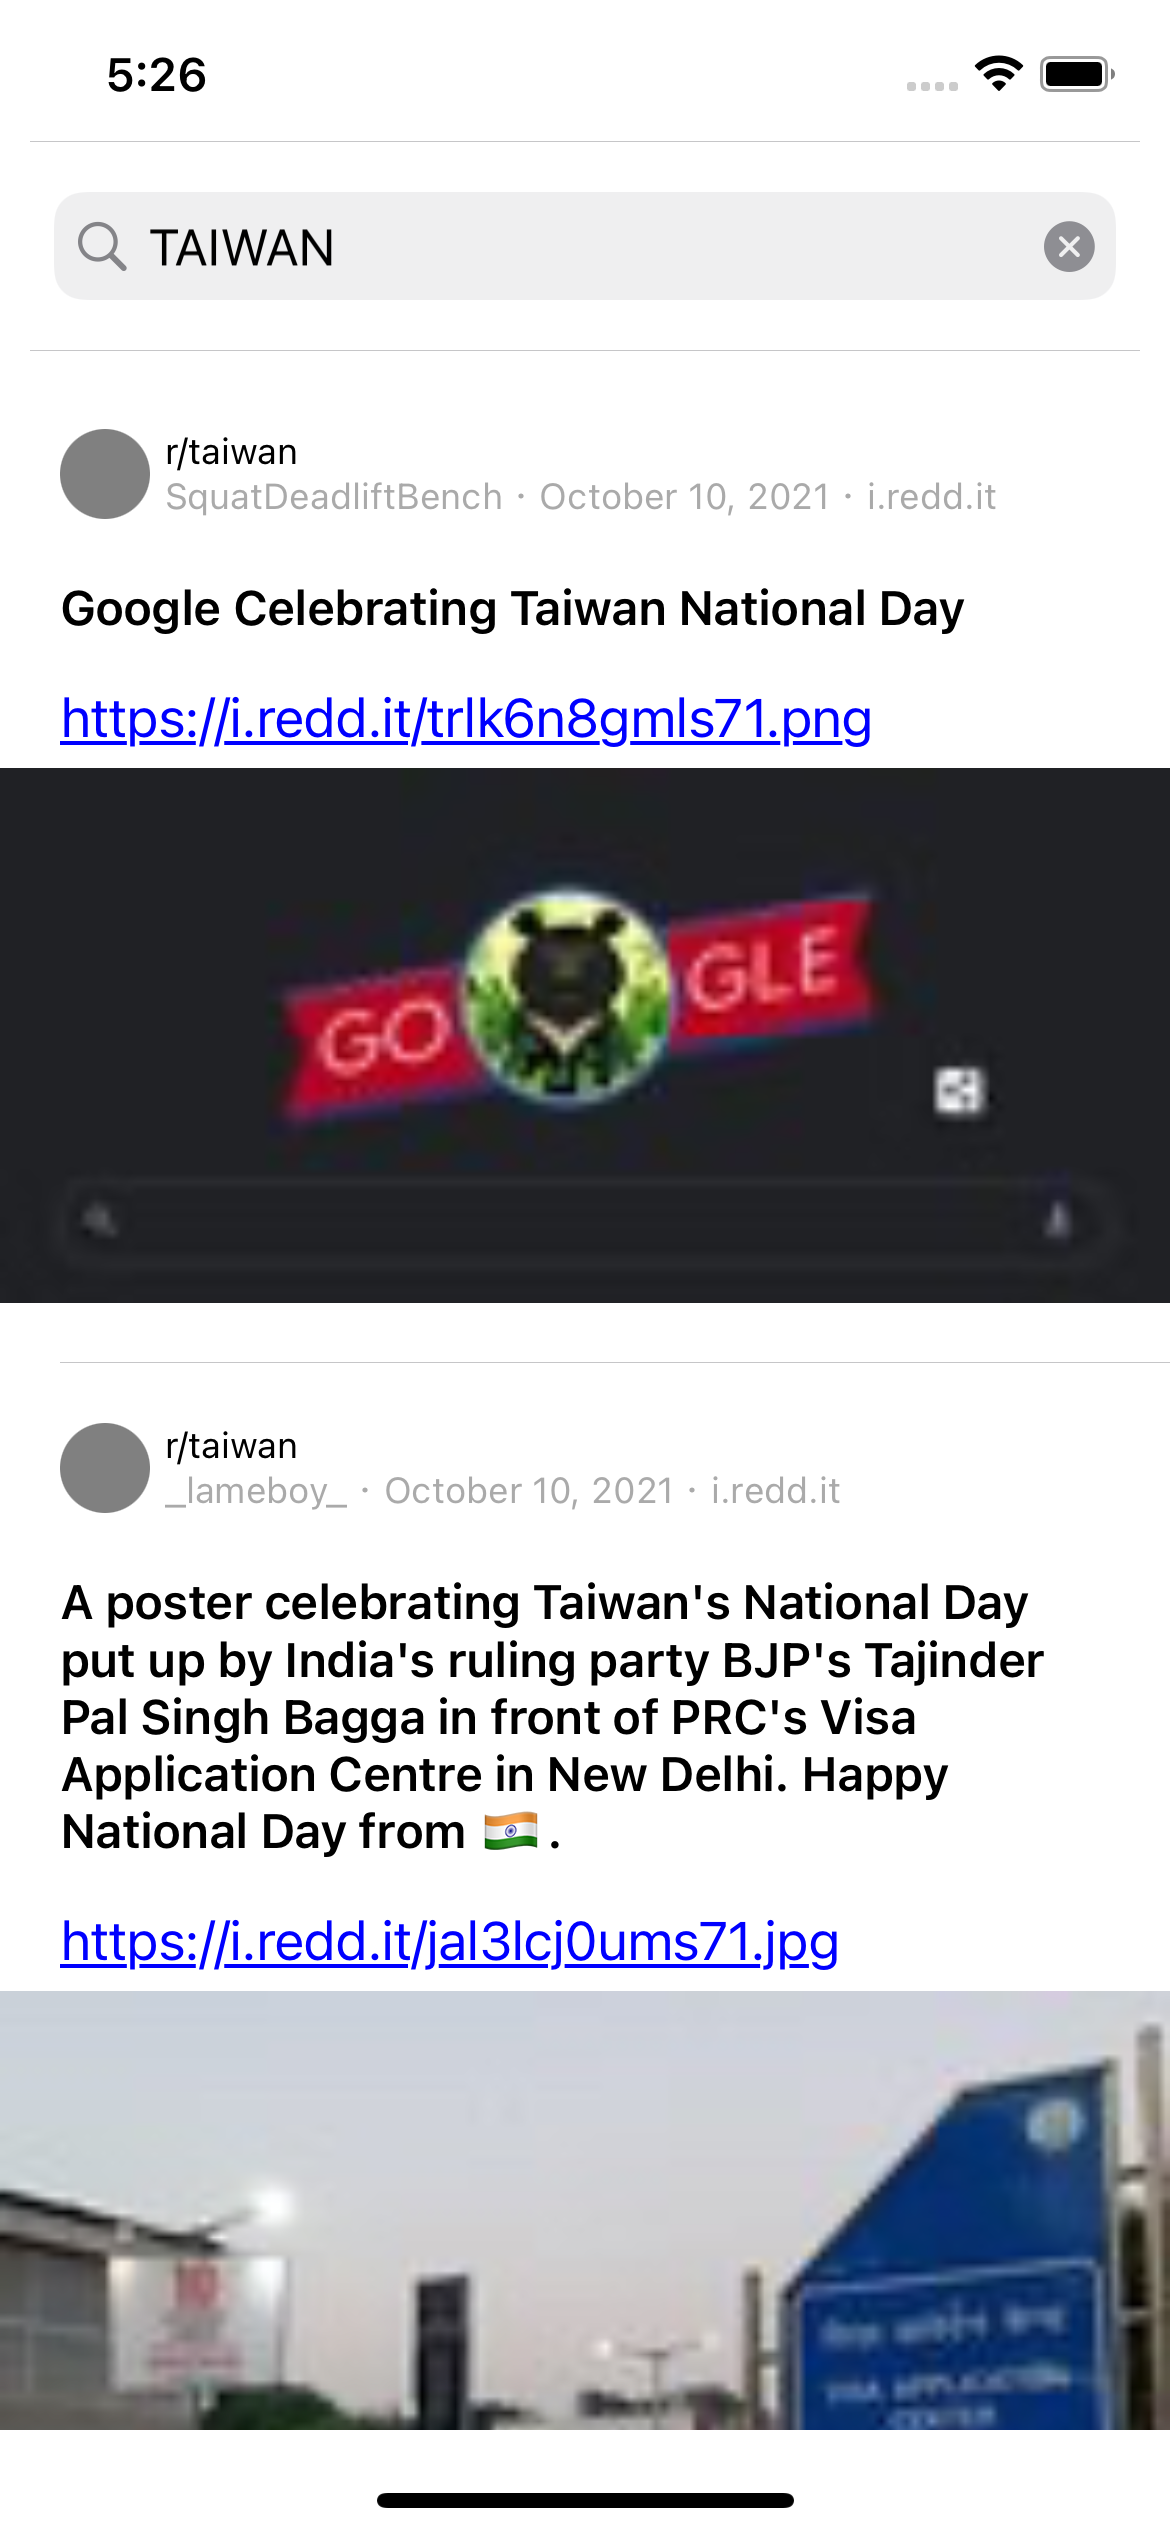 5:26
TAIWAN
r/taiwan
SquatDeadliftBench · October 10, 2021 · i.redd.it
Google Celebrating Taiwan National Day
https://i.redd.it/trlk6n8gmls71.png
GO GLE
r/taiwan
_lameboy_ · October 10, 2021 · i.redd.it
A poster celebrating Taiwan's National Day
put up by India's ruling party BJP's Tajinder
Pal Singh Bagga in front of PRC's Visa
Application Centre in New Delhi. Happy
National Day from 🇮🇳 .
https://i.redd.it/jal3lcj0ums71.jpg
VISA APPLICATION
CENTER